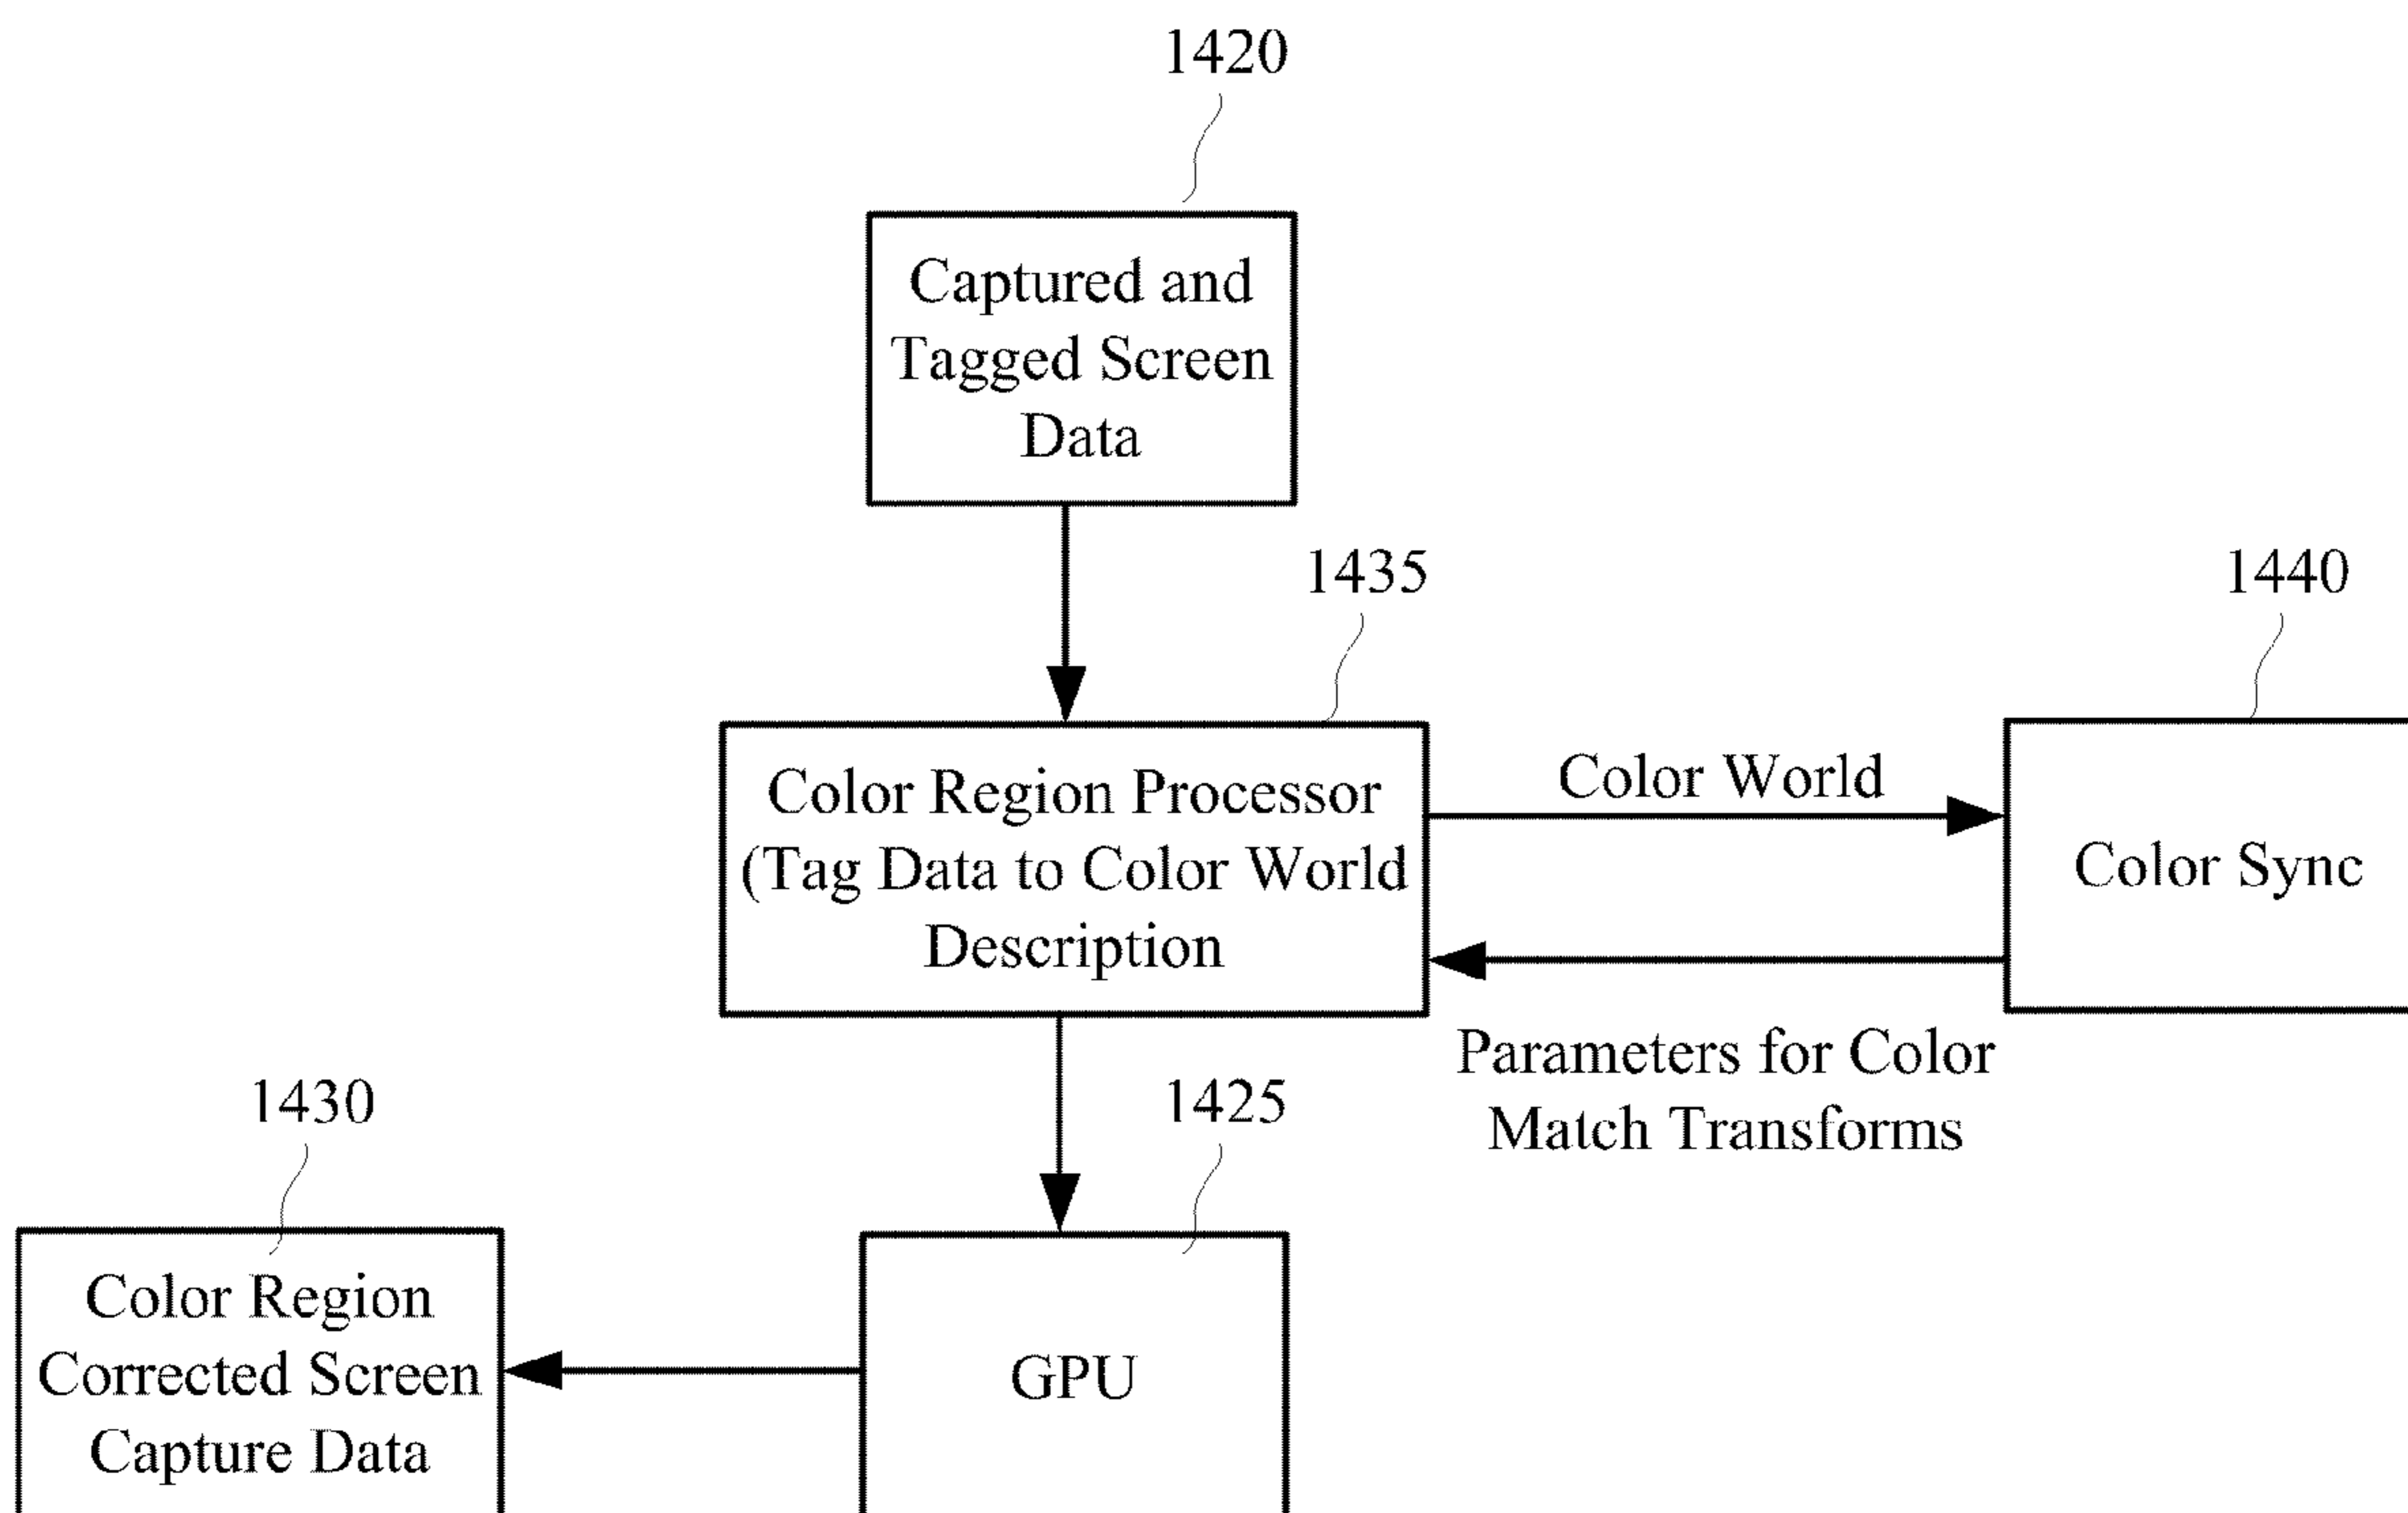 1420
Captured and
Tagged Screen
Data
1435
1440
Color Region Processor
(Tag Data to Color World
Description
Color World
Color Sync
Parameters for Color
Match Transforms
1430
1425
Color Region
Corrected Screen
Capture Data
GPU